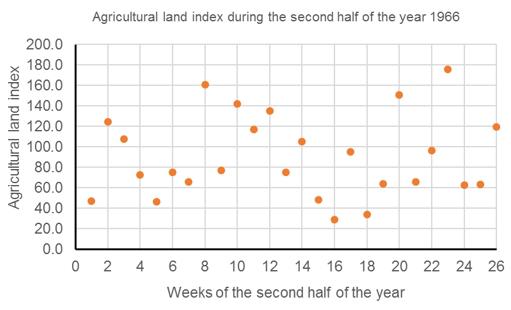 Agricultural land index during the second half of the year 1966
Agricultural land index
200.0
180.0
160.0
140.0
120.0
100.0
80.0
60.0
40.0
20.0
0.0
0 2 4 6 8 10 12 14 16 18 20 22 24 26
Weeks of the second half of the year